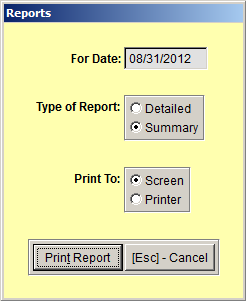 Reports
For Date: 08/31/2012
Type of Report: Detailed
Summary
Print To: Screen
Printer
Print Report [Esc] - Cancel